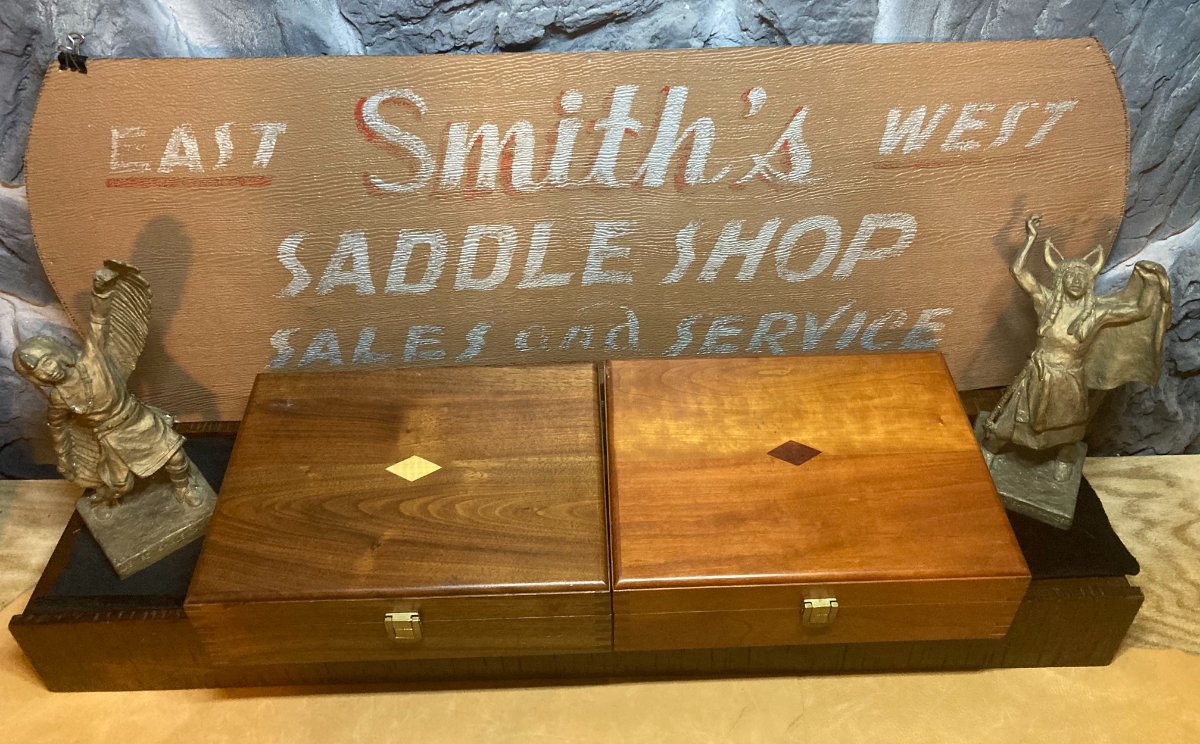 EAST Smith's WEST
SADDLE SHOP
SALES and SERVICE